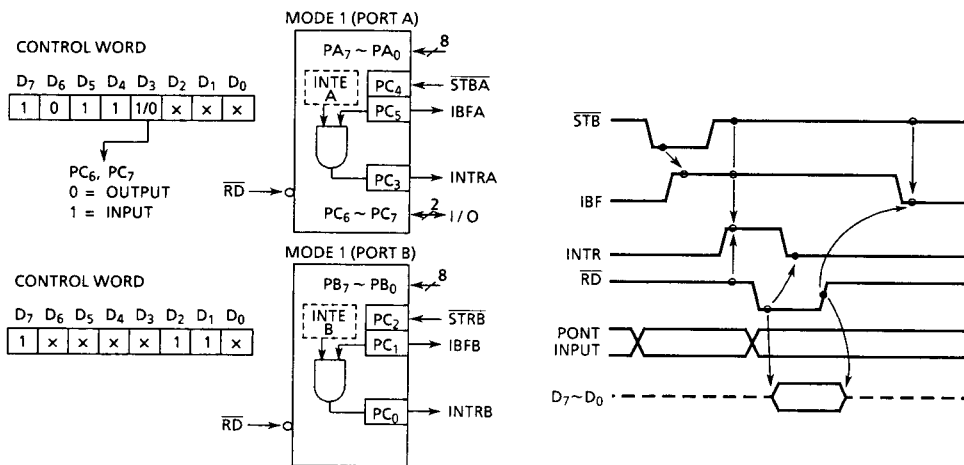 MODE 1 (PORT A)
CONTROL WORD
D7 D6 D5 D4 D3 D2 D1 D0
1 0 1 1 1/0 × × ×
PC6, PC7
0 = OUTPUT
1 = INPUT
PA7 ~ PA0
8
INTE
A
PC4
STBA
PC5
IBFA
PC3
INTRA
RD
PC6 ~ PC7
2
I/O
MODE 1 (PORT B)
CONTROL WORD
D7 D6 D5 D4 D3 D2 D1 D0
1 × × × × 1 1 ×
PB7 ~ PB0
8
INTE
B
PC2
STRB
PC1
IBFB
PC0
INTRB
RD
STB
IBF
INTR
RD
PONT
INPUT
D7~D0